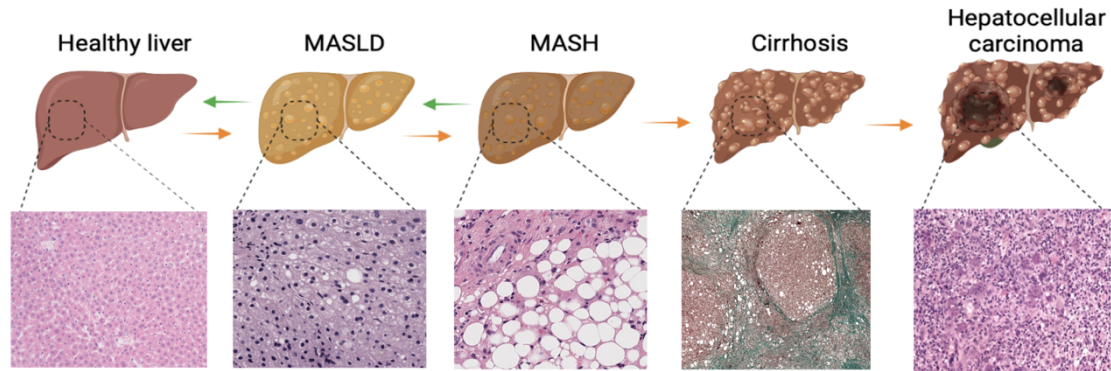 Healthy liver
MASLD
MASH
Cirrhosis
Hepatocellular
carcinoma